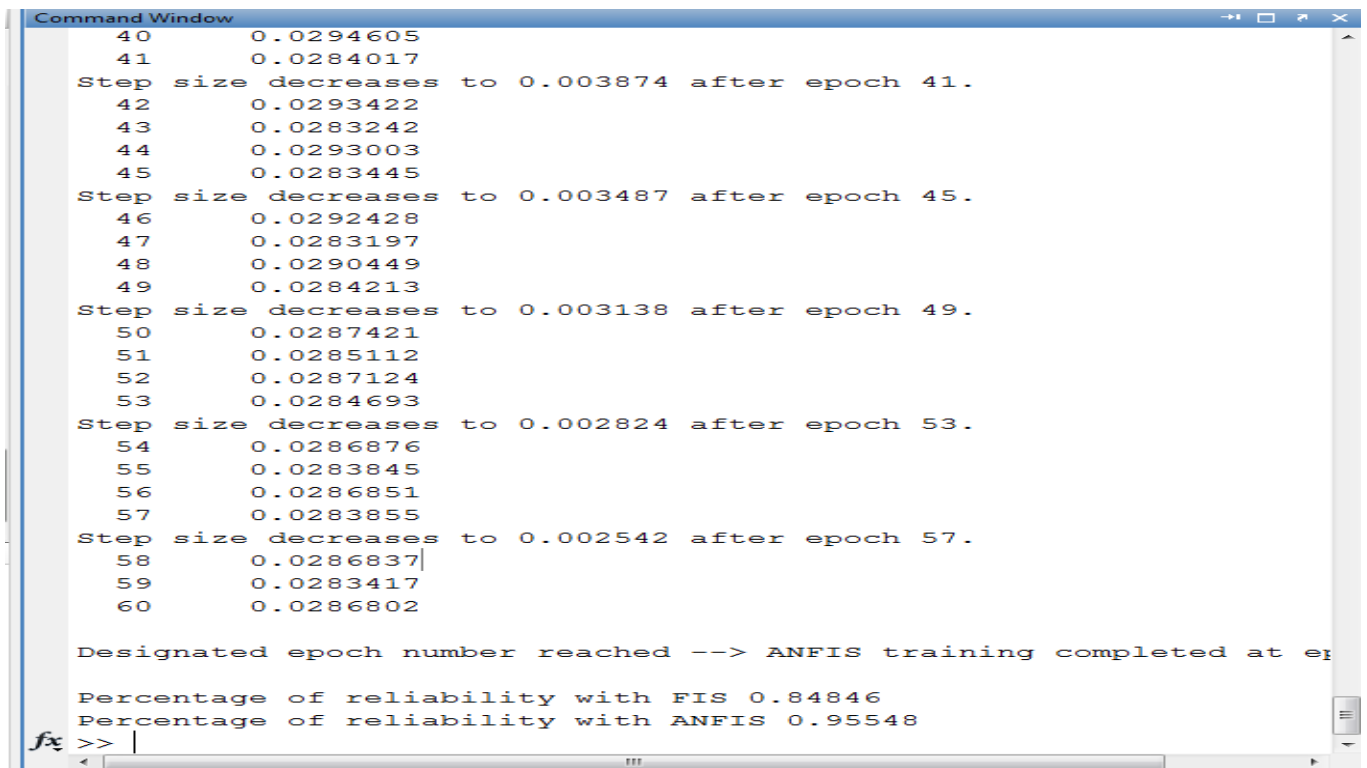 Command Window
40 0.0294605
41 0.0284017
Step size decreases to 0.003874 after epoch 41.
42 0.0293422
43 0.0283242
44 0.0293003
45 0.0283445
Step size decreases to 0.003487 after epoch 45.
46 0.0292428
47 0.0283197
48 0.0290449
49 0.0284213
Step size decreases to 0.003138 after epoch 49.
50 0.0287421
51 0.0285112
52 0.0287124
53 0.0284693
Step size decreases to 0.002824 after epoch 53.
54 0.0286876
55 0.0283845
56 0.0286851
57 0.0283855
Step size decreases to 0.002542 after epoch 57.
58 0.0286837
59 0.0283417
60 0.0286802
Designated epoch number reached --> ANFIS training completed at
Percentage of reliability with FIS 0.84846
Percentage of reliability with ANFIS 0.95548
fx >>